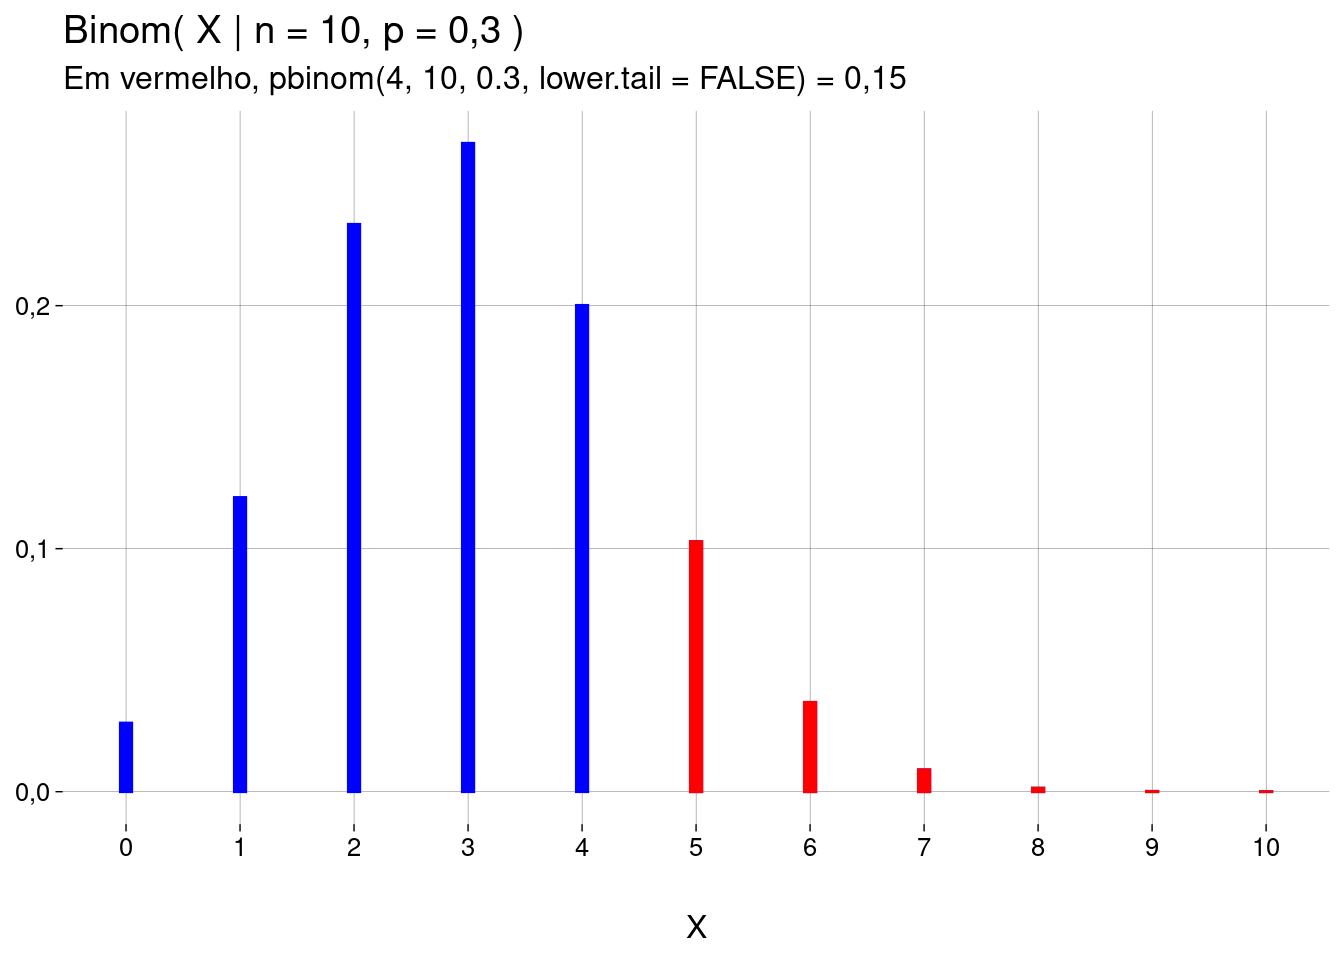 Binom( X | n = 10, p = 0,3 )
Em vermelho, pbinom(4, 10, 0.3, lower.tail = FALSE) = 0,15
0,2
0,1
0,0
0 1 2 3 4 5 6 7 8 9 10
X